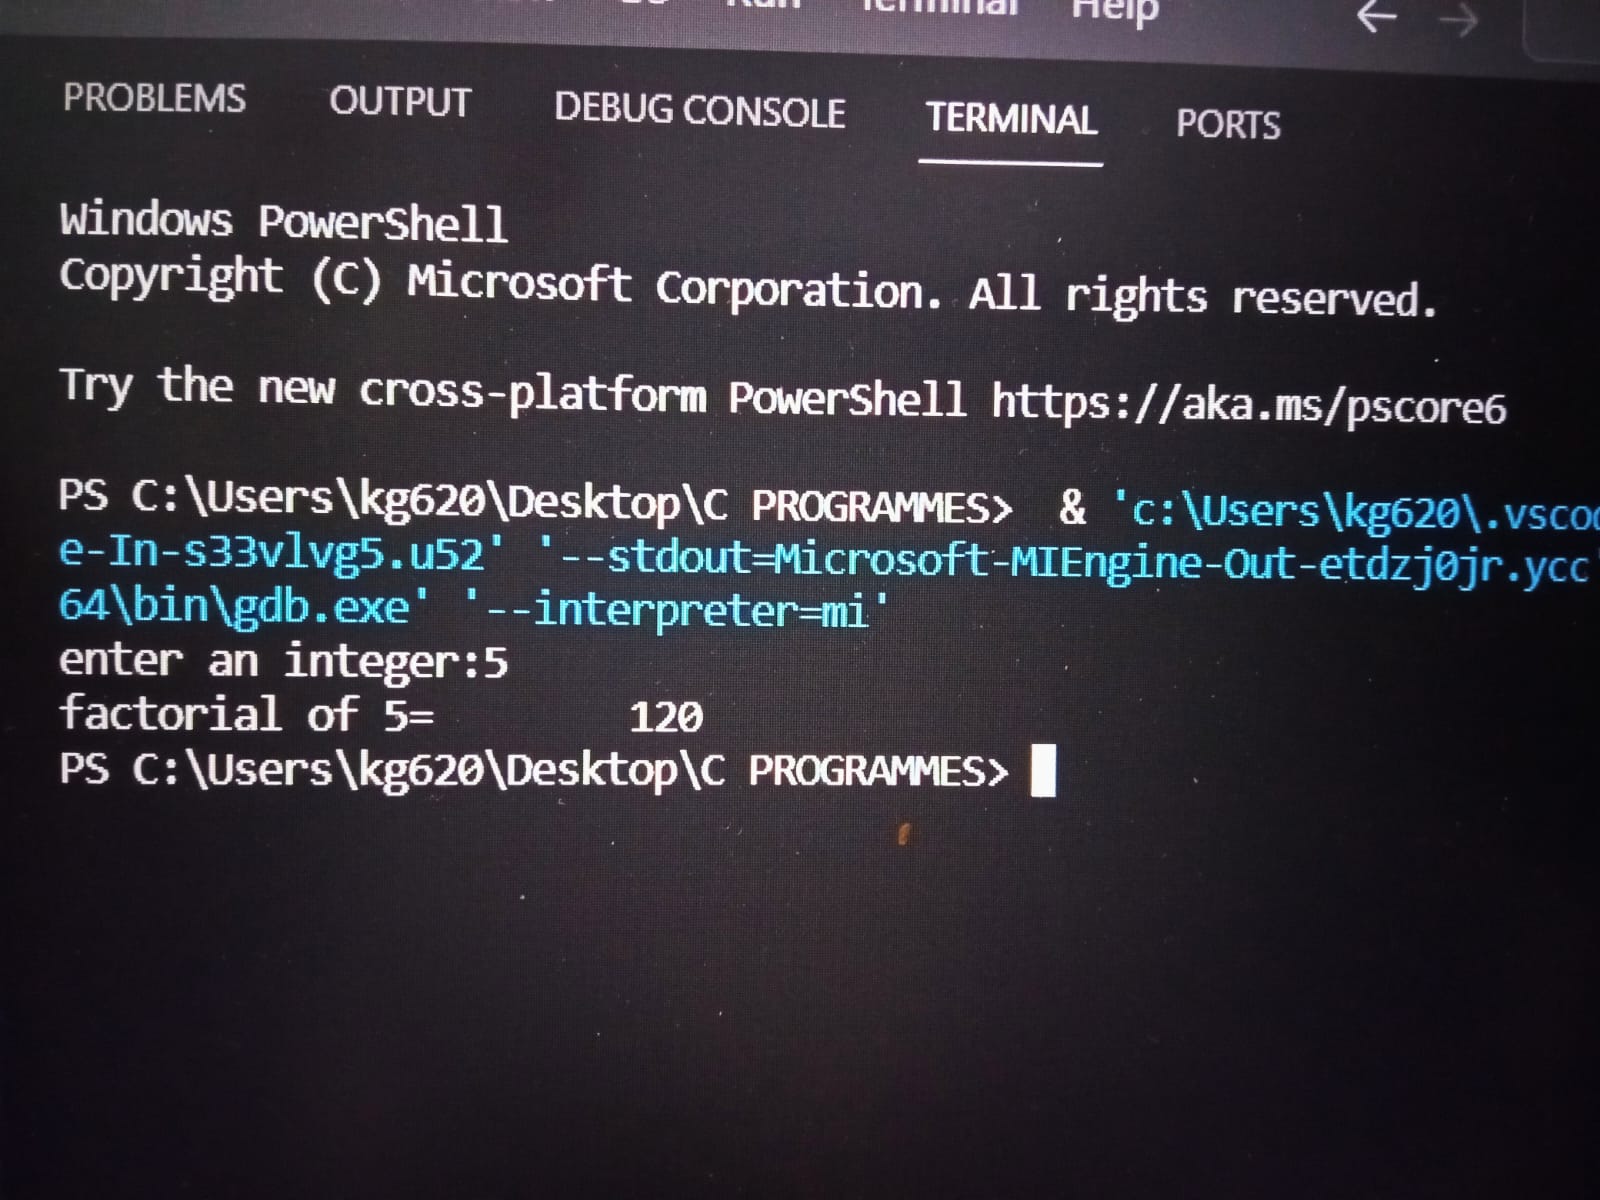 Terminal Help
PROBLEMS OUTPUT DEBUG CONSOLE TERMINAL PORTS
Windows PowerShell
Copyright (C) Microsoft Corporation. All rights reserved.
Try the new cross-platform PowerShell https://aka.ms/pscore6
PS C:\Users\kg620\Desktop\C PROGRAMMES> & 'c:\Users\kg620\.vscod
e-In-s33vlvg5.u52' '--stdout=Microsoft-MIEngine-Out-etdzj0jr.ycc'
64\bin\gdb.exe' '--interpreter=mi'
enter an integer:5
factorial of 5= 120
PS C:\Users\kg620\Desktop\C PROGRAMMES>